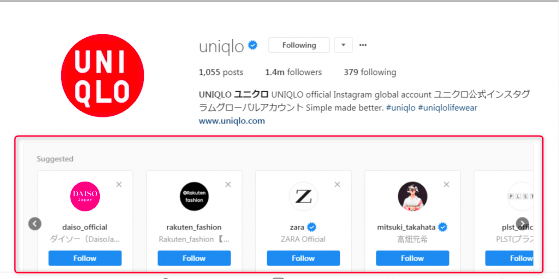 UNI
QLO
uniqlo Following
1,055 posts 1.4m followers 379 following
UNIQLO ユニクロ UNIQLO official Instagram global account ユニクロ公式インスタグ
ラムグローバルアカウント Simple made better. #uniqlo #uniqlolifewear
www.uniqlo.com
Suggested
DAISO @Rakuten Z PLST
Japan fashion
daiso_official rakuten_fashion zara mitsuki_takahata plst_offic
ダイソー（Daiso/a... Rakuten_fashion【... ZARA Official 高畑充希 PLST(プラス
Follow Follow Follow Follow Follow